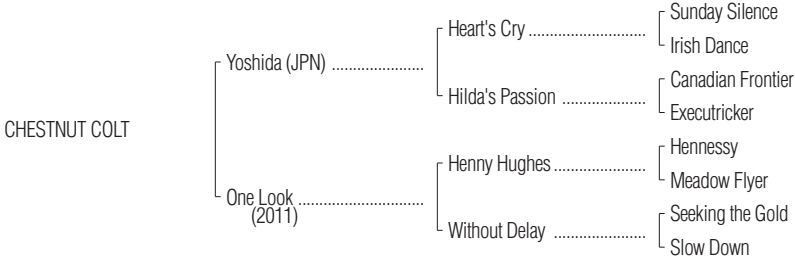 CHESTNUT COLT
Yoshida (JPN) ......................
One Look ..............................
(2011)
Heart's Cry ............................
Hilda's Passion ....................
Henny Hughes ......................
Without Delay ......................
Sunday Silence
Irish Dance
Canadian Frontier
Executricker
Hennessy
Meadow Flyer
Seeking the Gold
Slow Down